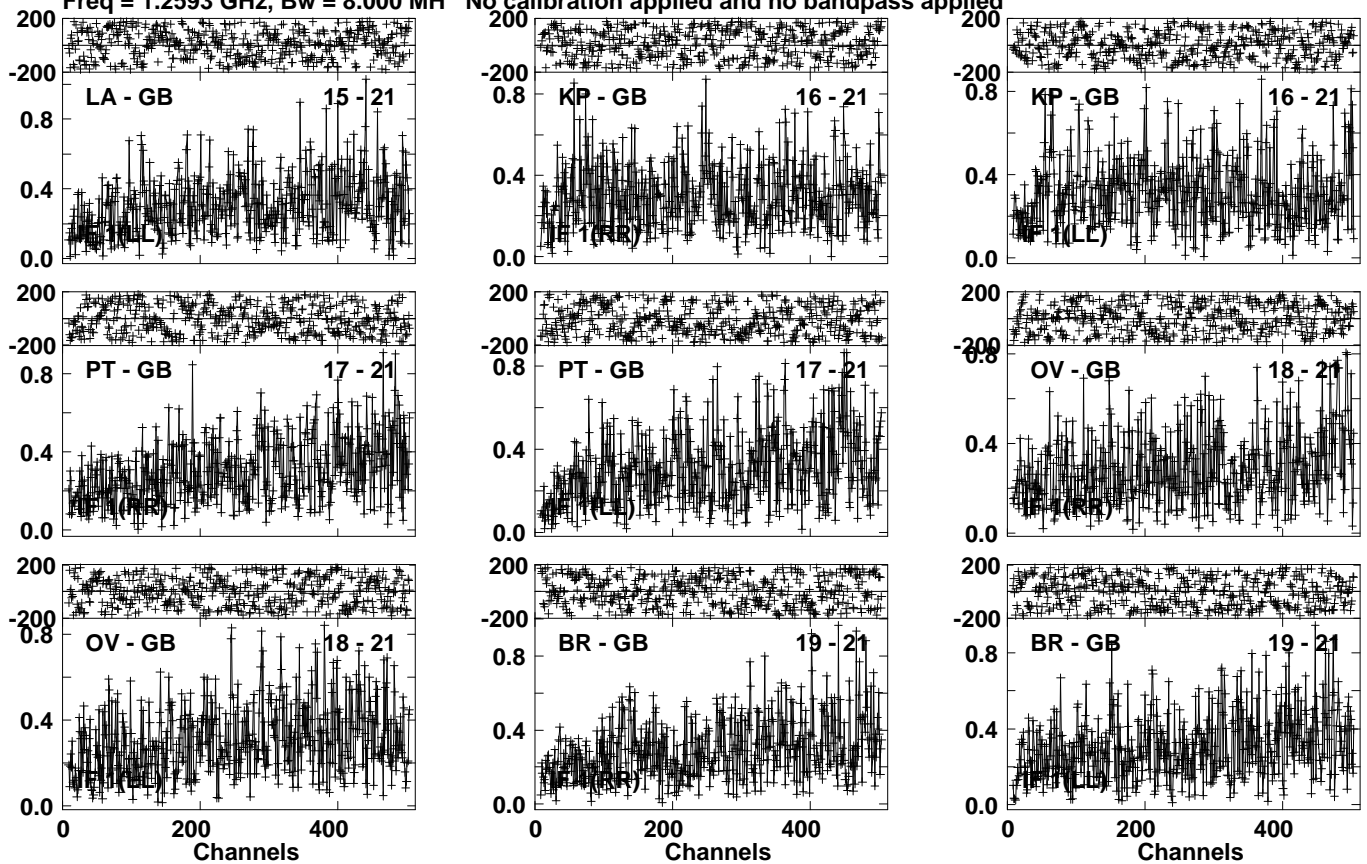 Freq = 1.2593 GHz, Bw = 8.000 MH No calibration applied and no bandpass applied
200
-200
LA - GB 15 - 21
0.8
0.4
IF 1(LL)
0.0
200
-200
KP - GB 16 - 21
0.8
0.4
IF 1(RR)
0.0
200
-200
KP - GB 16 - 21
0.8
0.4
IF 1(LL)
0.0
200
-200
PT - GB 17 - 21
0.8
0.4
IF 1(RR)
0.0
200
-200
PT - GB 17 - 21
0.8
0.4
IF 1(LL)
0.0
200
-200
0.8
OV - GB 18 - 21
0.4
IF 1(RR)
0.0
200
-200
0.8
OV - GB 18 - 21
0.4
IF 1(LL)
0.0
0 200 400
Channels
200
-200
BR - GB 19 - 21
0.8
0.4
IF 1(RR)
0.0
0 200 400
Channels
200
-200
BR - GB 19 - 21
0.8
0.4
IF 1(LL)
0.0
0 200 400
Channels